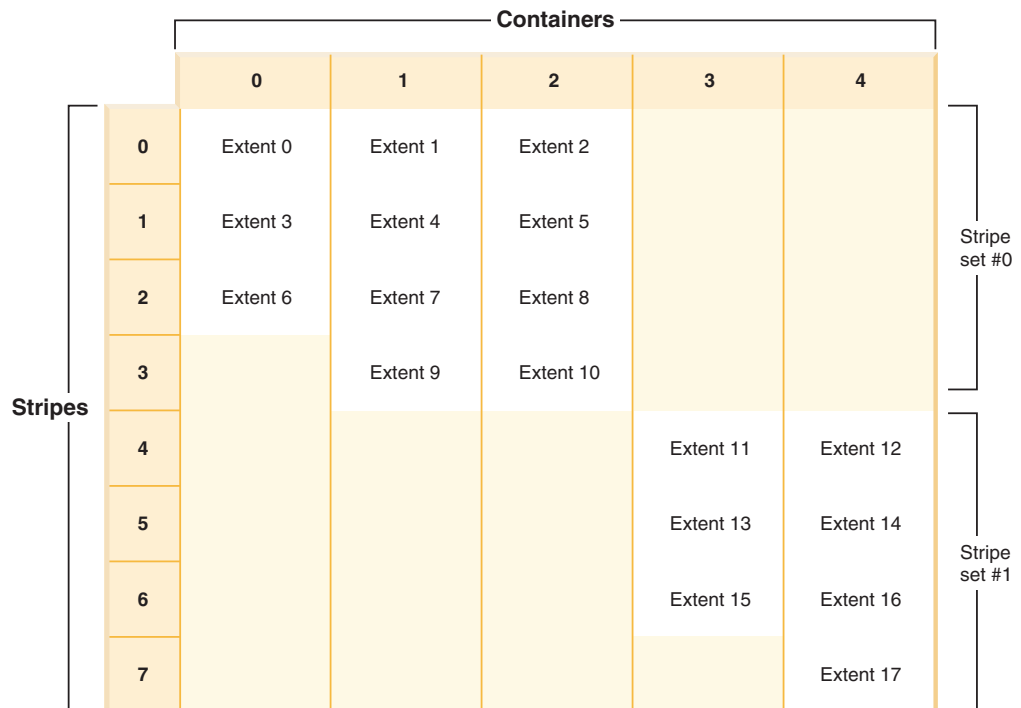 Containers
0 1 2 3 4
0 Extent 0 Extent 1 Extent 2
1 Extent 3 Extent 4 Extent 5
Stripe
set #0
2 Extent 6 Extent 7 Extent 8
3 Extent 9 Extent 10
Stripes
4 Extent 11 Extent 12
5 Extent 13 Extent 14
Stripe
set #1
6 Extent 15 Extent 16
7 Extent 17